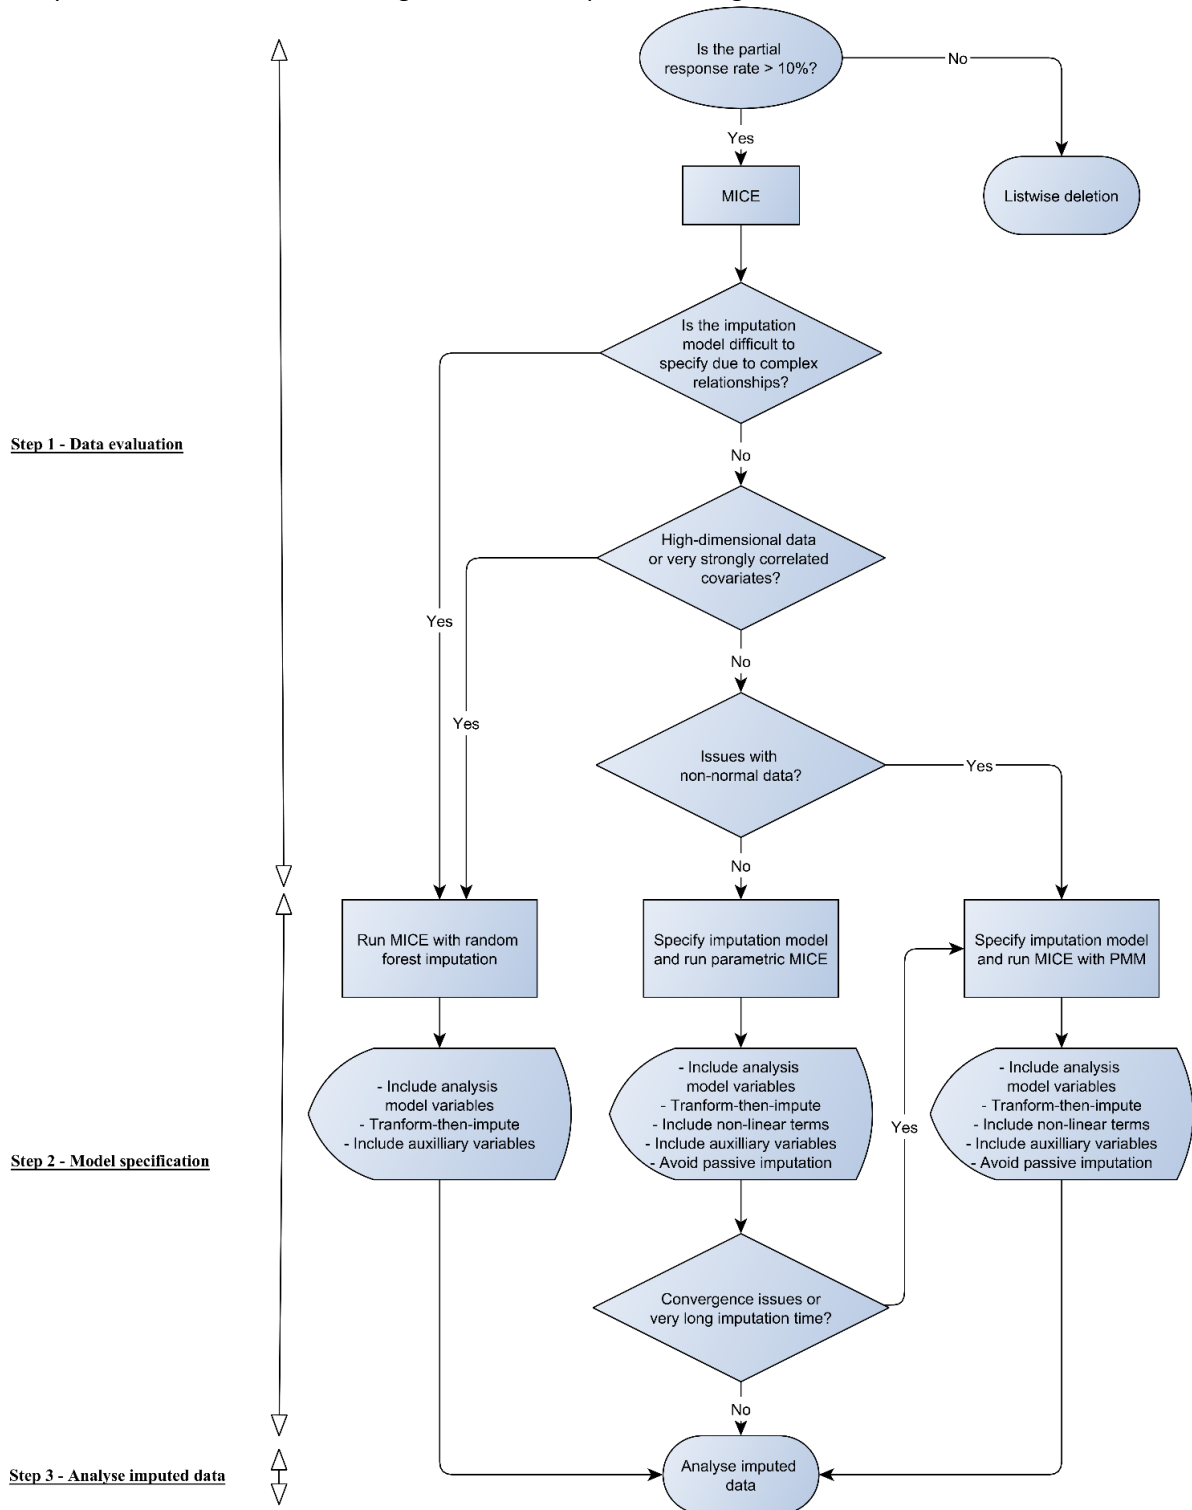 Is the partial
response rate > 10%?
No
Yes
MICE
Listwise deletion
Is the imputation
model difficult to
specify due to complex
relationships?
Step 1 - Data evaluation
No
High-dimensional data
or very strongly correlated
covariates?
Yes
No
Yes
Issues with
non-normal data?
Yes
No
Run MICE with random
forest imputation
Specify imputation model
and run parametric MICE
Specify imputation model
and run MICE with PMM
- Include analysis
model variables
- Tranform-then-impute
- Include auxilliary variables
- Include analysis
model variables
- Tranform-then-impute
- Include non-linear terms
- Include auxilliary variables
- Avoid passive imputation
- Include analysis
model variables
- Tranform-then-impute
- Include non-linear terms
- Include auxilliary variables
- Avoid passive imputation
Yes
Step 2 - Model specification
Convergence issues or
very long imputation time?
No
Analyse imputed
data
Step 3 - Analyse imputed data